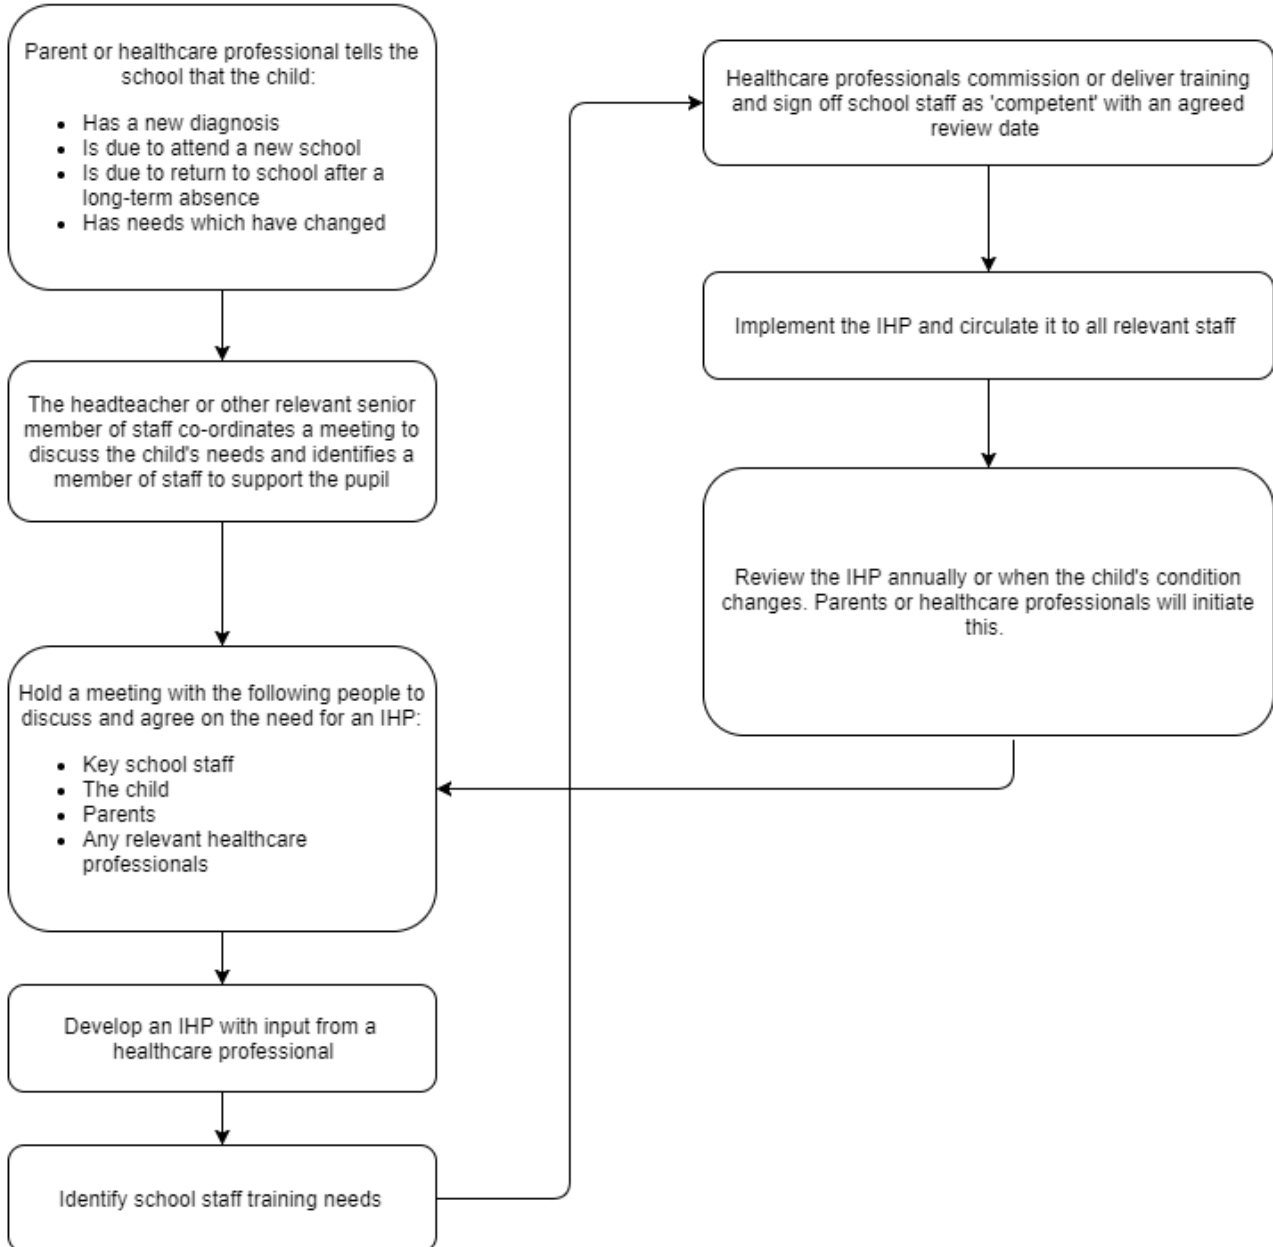 Parent or healthcare professional tells the
school that the child:
• Has a new diagnosis
• Is due to attend a new school
• Is due to return to school after a
long-term absence
• Has needs which have changed
The headteacher or other relevant senior
member of staff co-ordinates a meeting to
discuss the child's needs and identifies a
member of staff to support the pupil
Hold a meeting with the following people to
discuss and agree on the need for an IHP:
• Key school staff
• The child
• Parents
• Any relevant healthcare
professionals
Develop an IHP with input from a
healthcare professional
Identify school staff training needs
Healthcare professionals commission or deliver training
and sign off school staff as 'competent' with an agreed
review date
Implement the IHP and circulate it to all relevant staff
Review the IHP annually or when the child's condition
changes. Parents or healthcare professionals will initiate
this.